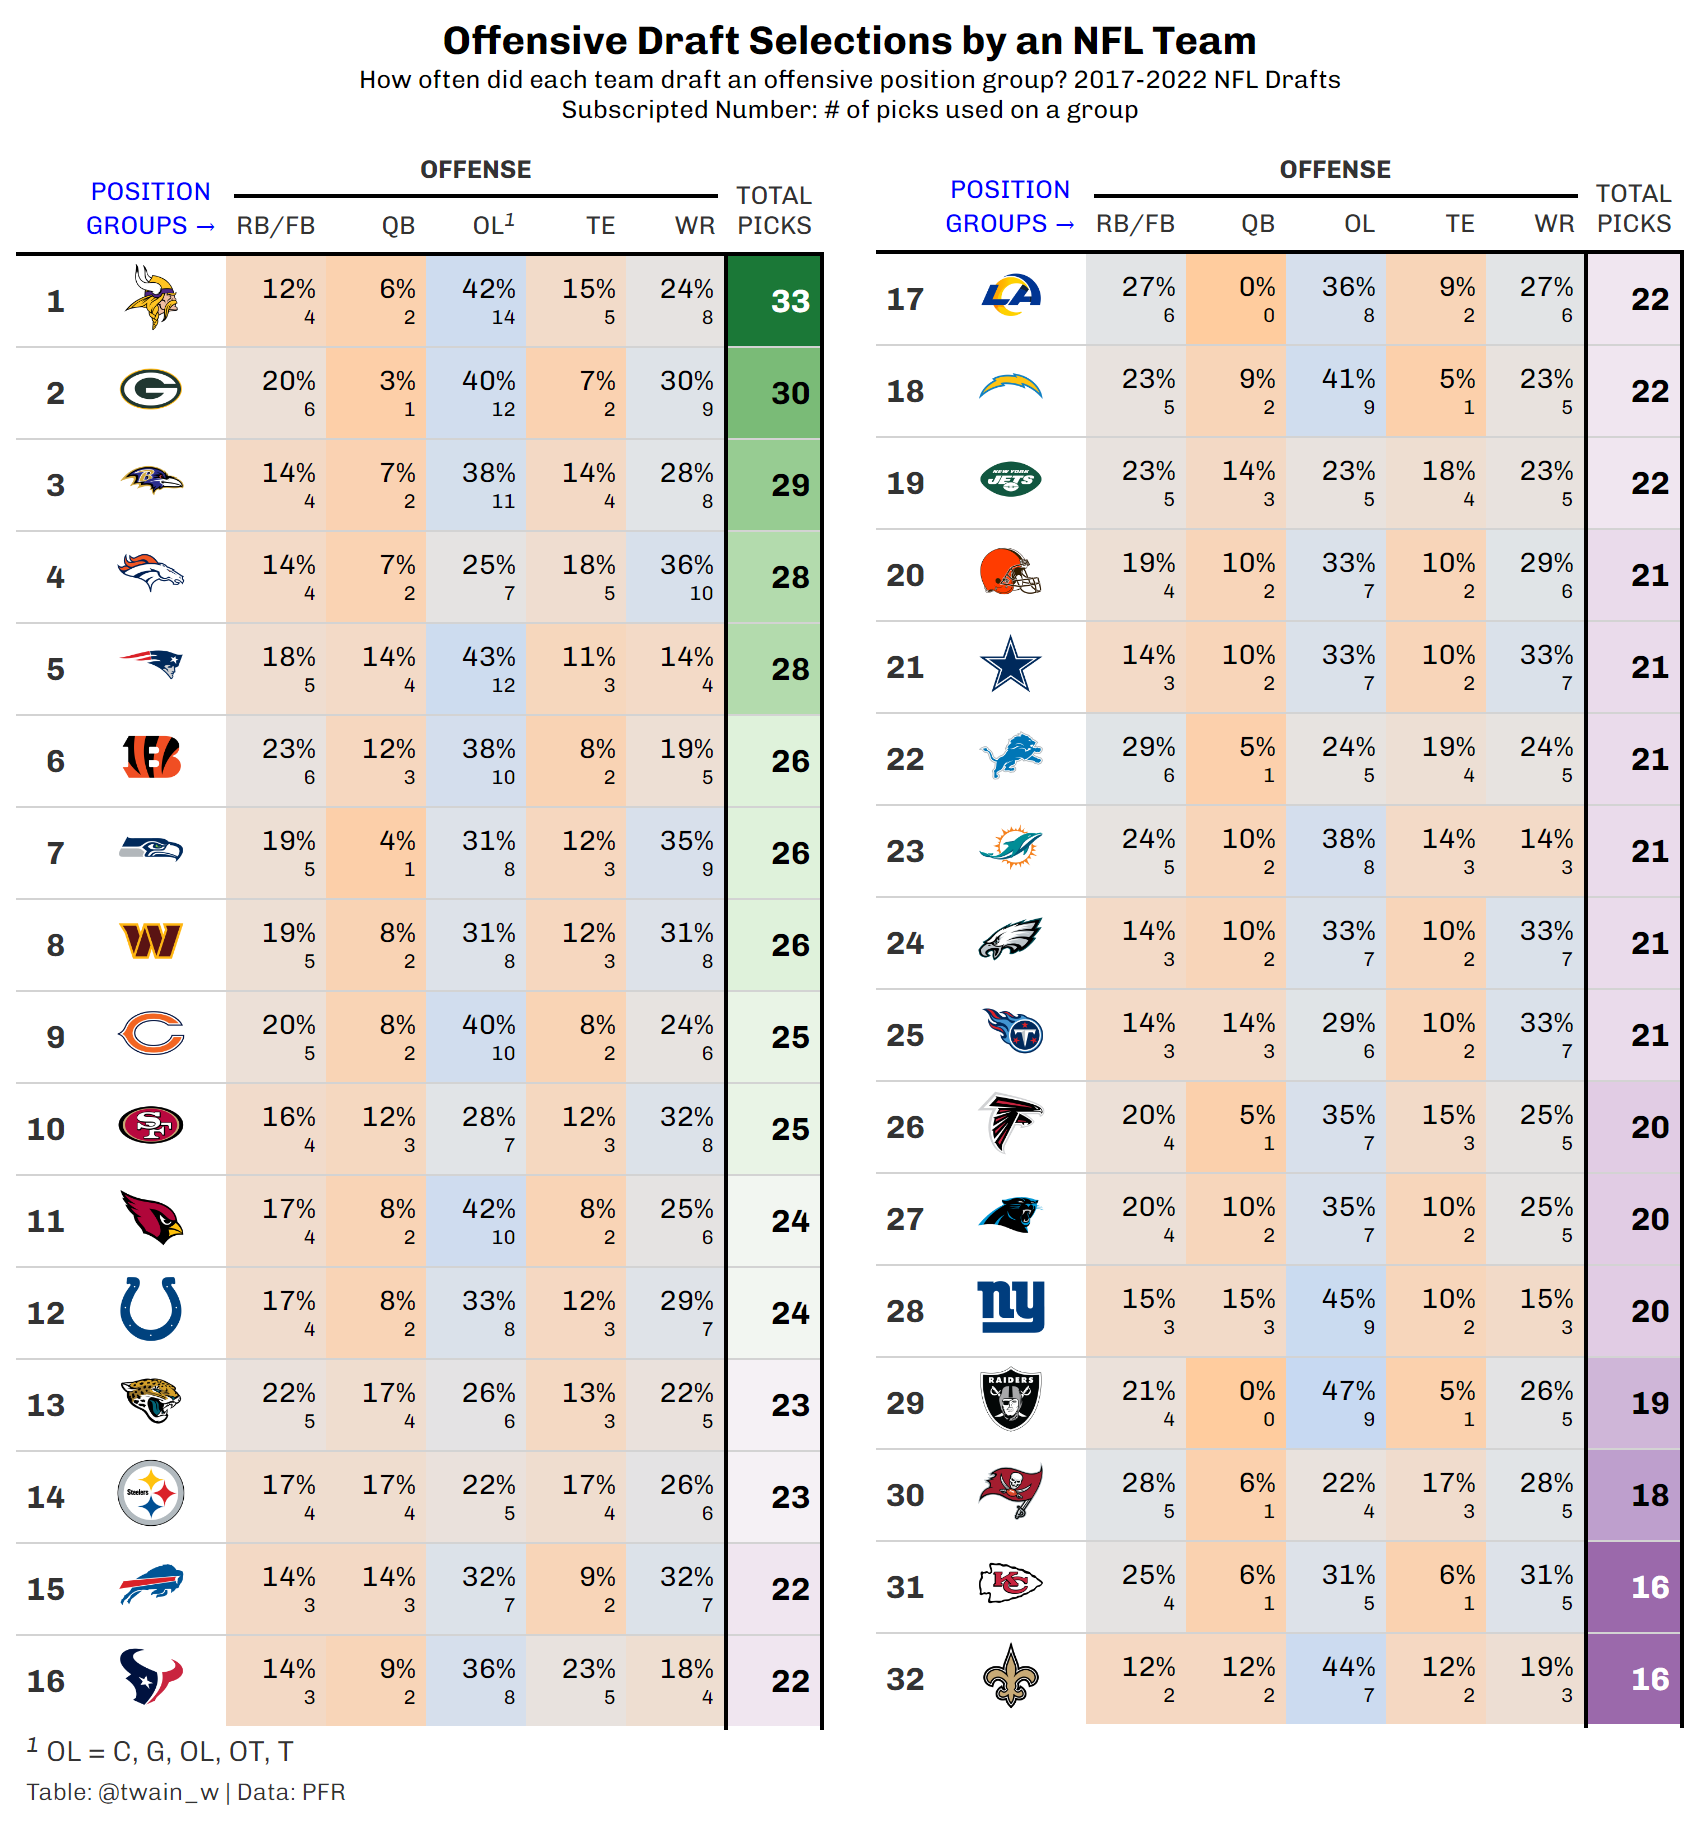 Offensive Draft Selections by an NFL Team
How often did each team draft an offensive position group? 2017-2022 NFL Drafts
Subscripted Number: # of picks used on a group
POSITION GROUPS → OFFENSE TOTAL PICKS
RB/FB QB OL¹ TE WR
1 12% 4 6% 2 42% 14 15% 5 24% 8 33
2 20% 6 3% 1 40% 12 7% 2 30% 9 30
3 14% 4 7% 2 38% 11 14% 4 28% 8 29
4 14% 4 7% 2 25% 7 18% 5 36% 10 28
5 18% 5 14% 4 43% 12 11% 3 14% 4 28
6 23% 6 12% 3 38% 10 8% 2 19% 5 26
7 19% 5 4% 1 31% 8 12% 3 35% 9 26
8 19% 5 8% 2 31% 8 12% 3 31% 8 26
9 20% 5 8% 2 40% 10 8% 2 24% 6 25
10 SF 16% 4 12% 3 28% 7 12% 3 32% 8 25
11 17% 4 8% 2 42% 10 8% 2 25% 6 24
12 17% 4 8% 2 33% 8 12% 3 29% 7 24
13 22% 5 17% 4 26% 6 13% 3 22% 5 23
14 Steelers 17% 4 17% 4 22% 5 17% 4 26% 6 23
15 14% 3 14% 3 32% 7 9% 2 32% 7 22
16 14% 3 9% 2 36% 8 23% 5 18% 4 22
POSITION GROUPS → OFFENSE TOTAL PICKS
RB/FB QB OL TE WR
17 LA 27% 6 0% 0 36% 8 9% 2 27% 6 22
18 23% 5 9% 2 41% 9 5% 1 23% 5 22
19 NEW YORK JETS 23% 5 14% 3 23% 5 18% 4 23% 5 22
20 19% 4 10% 2 33% 7 10% 2 29% 6 21
21 14% 3 10% 2 33% 7 10% 2 33% 7 21
22 29% 6 5% 1 24% 5 19% 4 24% 5 21
23 24% 5 10% 2 38% 8 14% 3 14% 3 21
24 14% 3 10% 2 33% 7 10% 2 33% 7 21
25 T 14% 3 14% 3 29% 6 10% 2 33% 7 21
26 20% 4 5% 1 35% 7 15% 3 25% 5 20
27 20% 4 10% 2 35% 7 10% 2 25% 5 20
28 ny 15% 3 15% 3 45% 9 10% 2 15% 3 20
29 RAIDERS 21% 4 0% 0 47% 9 5% 1 26% 5 19
30 28% 5 6% 1 22% 4 17% 3 28% 5 18
31 KC 25% 4 6% 1 31% 5 6% 1 31% 5 16
32 12% 2 12% 2 44% 7 12% 2 19% 3 16
¹ OL = C, G, OL, OT, T
Table: @twain_w | Data: PFR